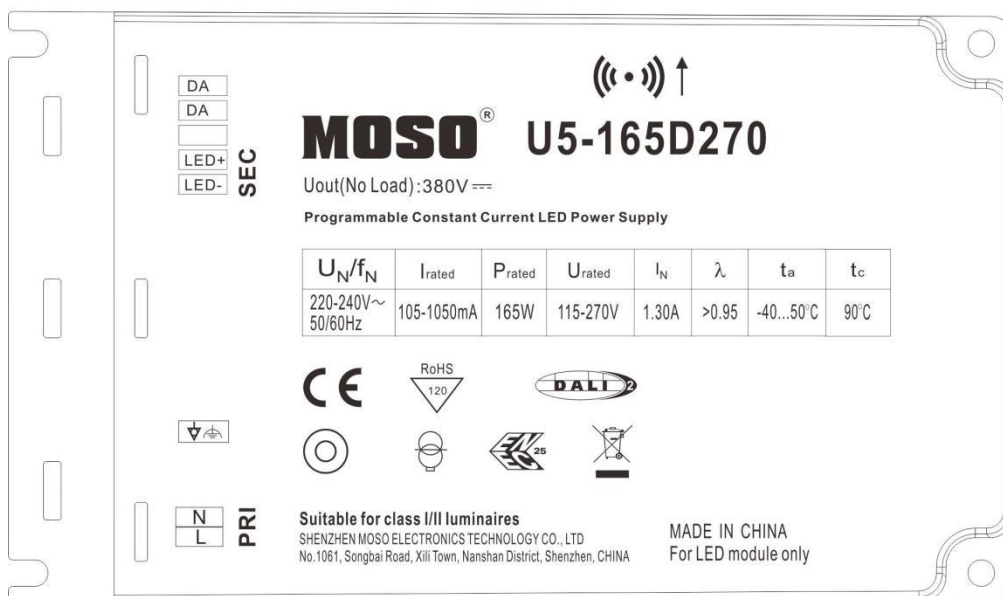 DA
DA
LED+
LED-
SEC
MOSO® U5-165D270
Uout(No Load):380V⎓
Programmable Constant Current LED Power Supply
UN/fN Irated Prated Urated IN λ ta tc
220-240V～ 50/60Hz 105-1050mA 165W 115-270V 1.30A >0.95 -40...50°C 90°C
CE
RoHS
120
DALI 2
ENEC 25
N
L
PRI
Suitable for class I/II luminaires
SHENZHEN MOSO ELECTRONICS TECHNOLOGY CO., LTD
No.1061, Songbai Road, Xili Town, Nanshan District, Shenzhen, CHINA
MADE IN CHINA
For LED module only